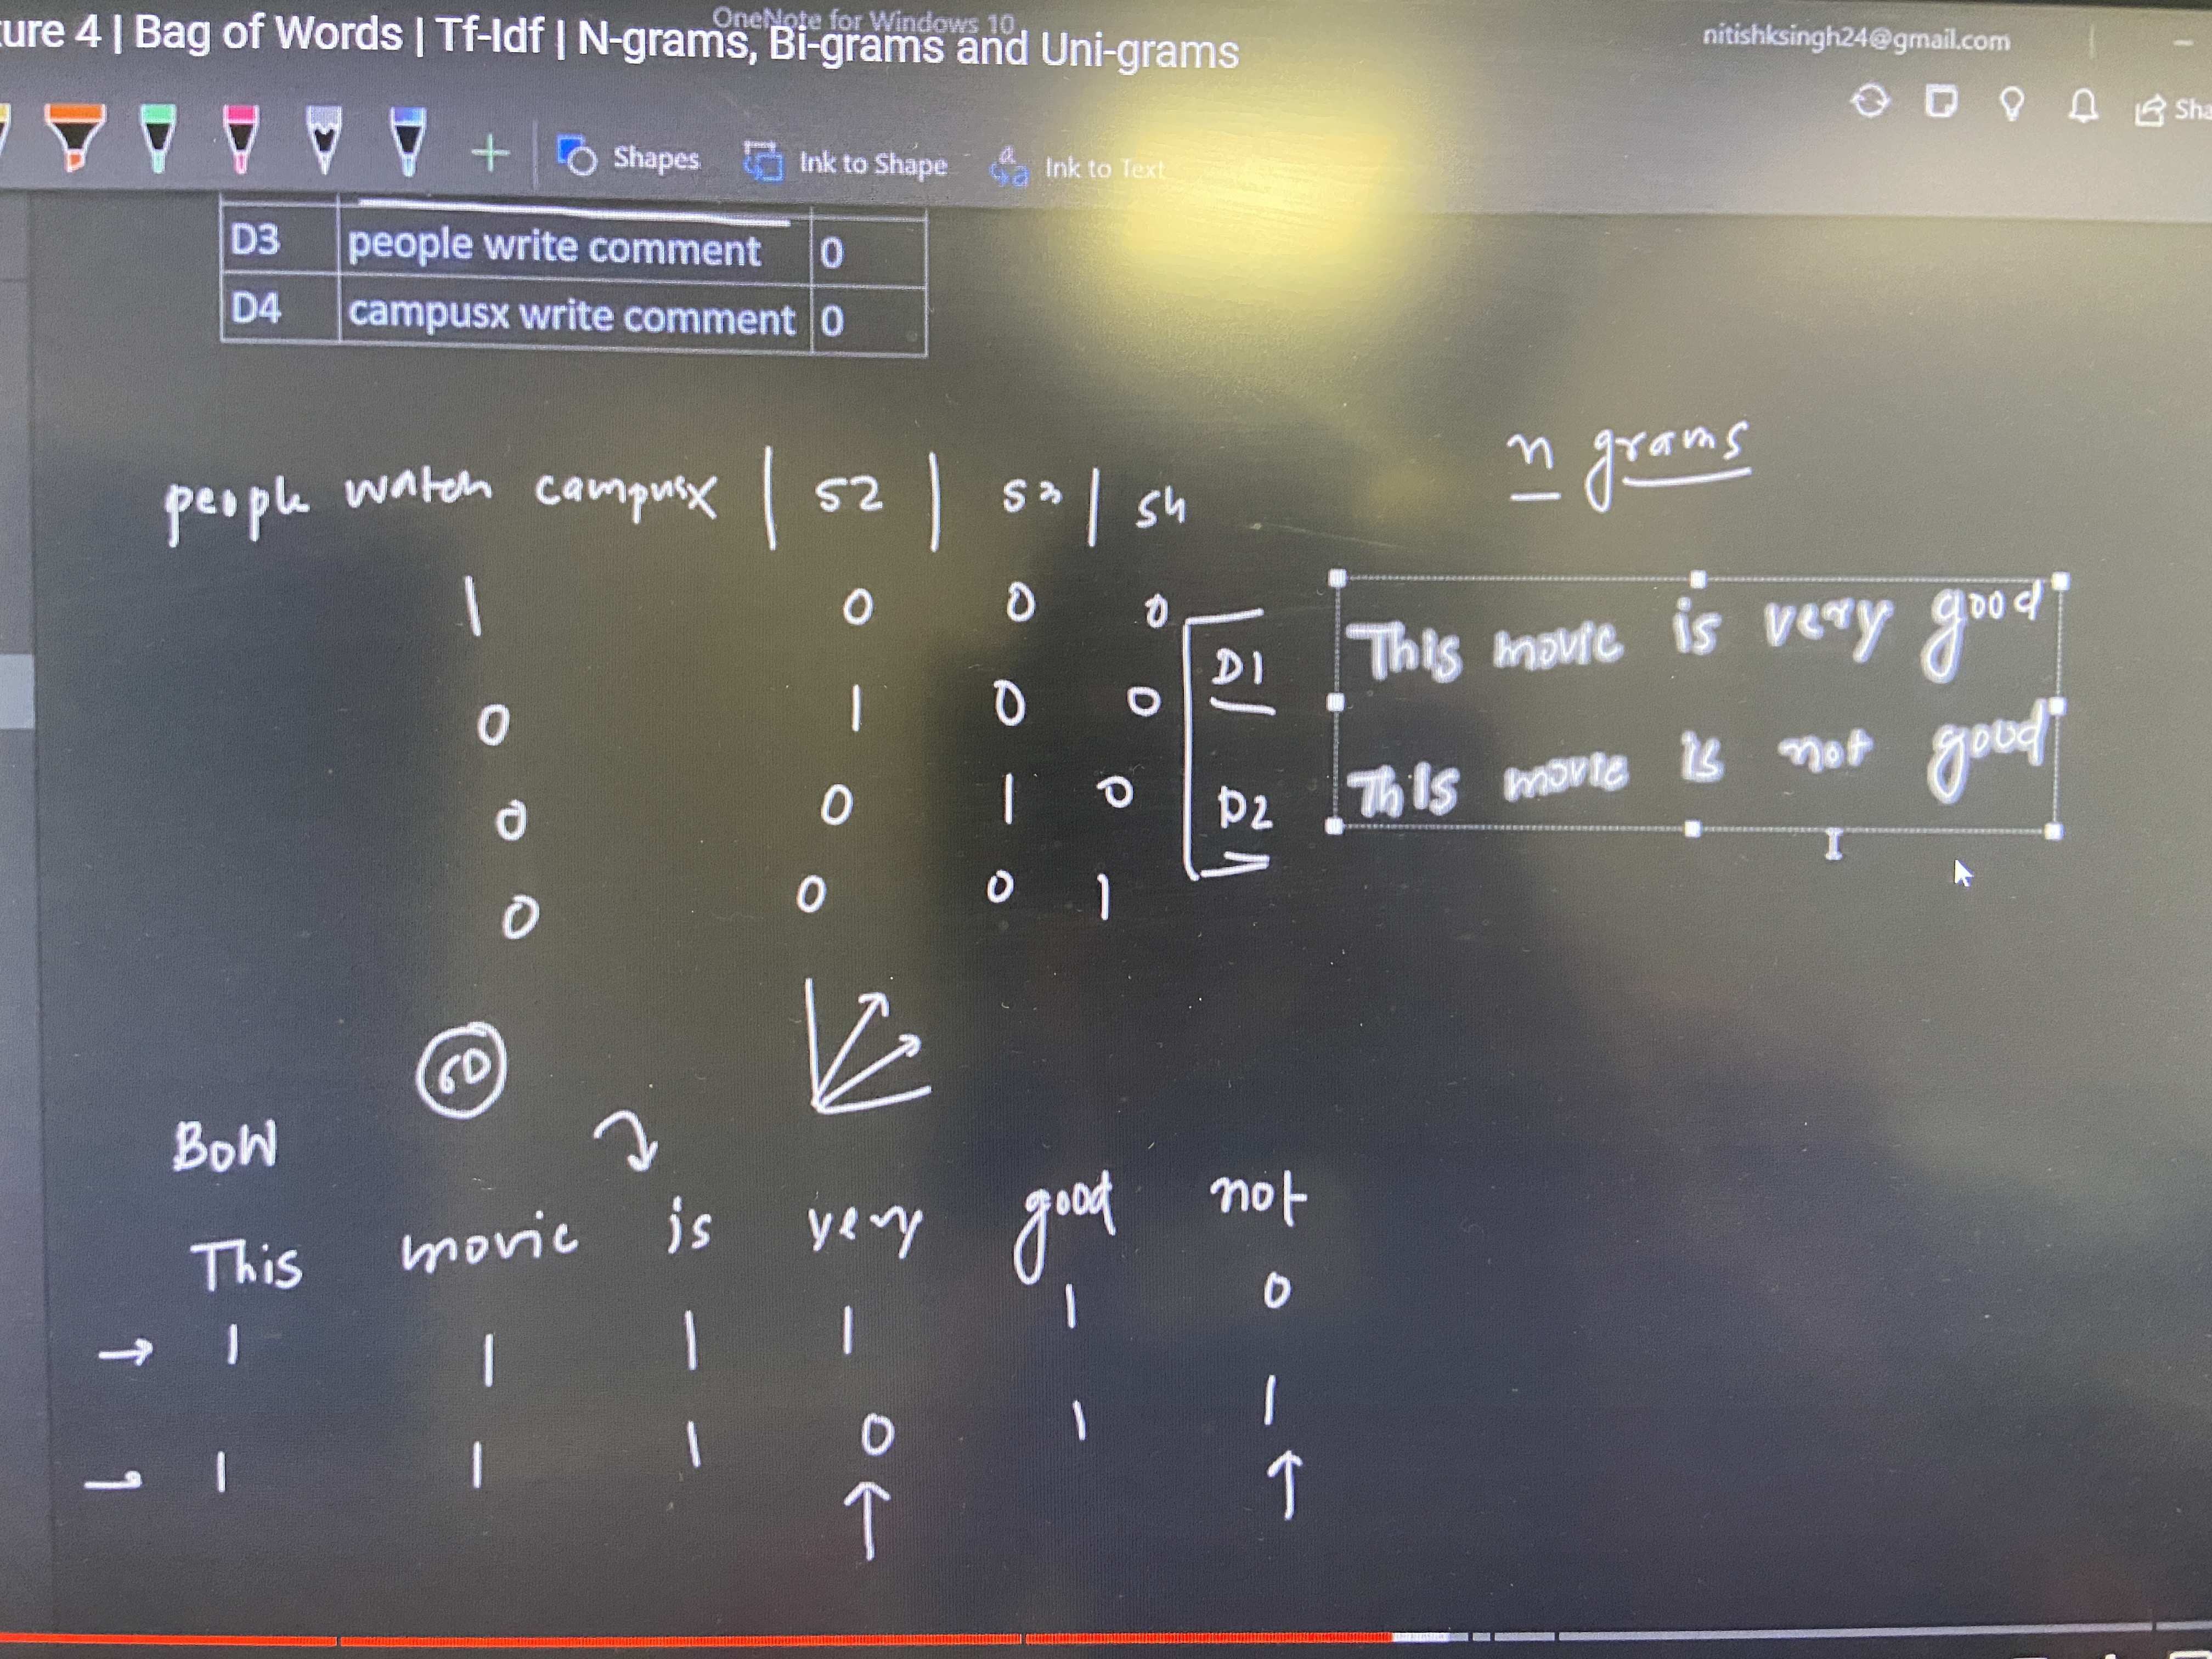 OneNote for Windows 10
ure 4 | Bag of Words | Tf-Idf | N-grams, Bi-grams and Uni-grams
nitishksingh24@gmail.com
Shapes Ink to Shape Ink to Text
Sha
D3 people write comment 0
D4 campusx write comment 0
n grams
people watch campusx | S2 | S3 | S4
1 0 0 0
0 1 0 0
0 0 1 0
0 0 0 1
D1 This movie is very good
D2 This movie is not good
6D
BoW
This movie is very good not
→ 1 1 1 1 1 0
→ 1 1 1 0 1 1